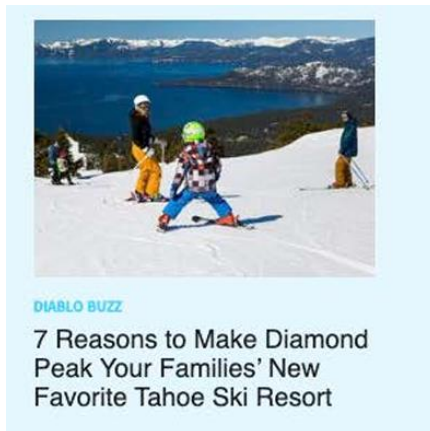 DIABLO BUZZ
7 Reasons to Make Diamond
Peak Your Families’ New
Favorite Tahoe Ski Resort